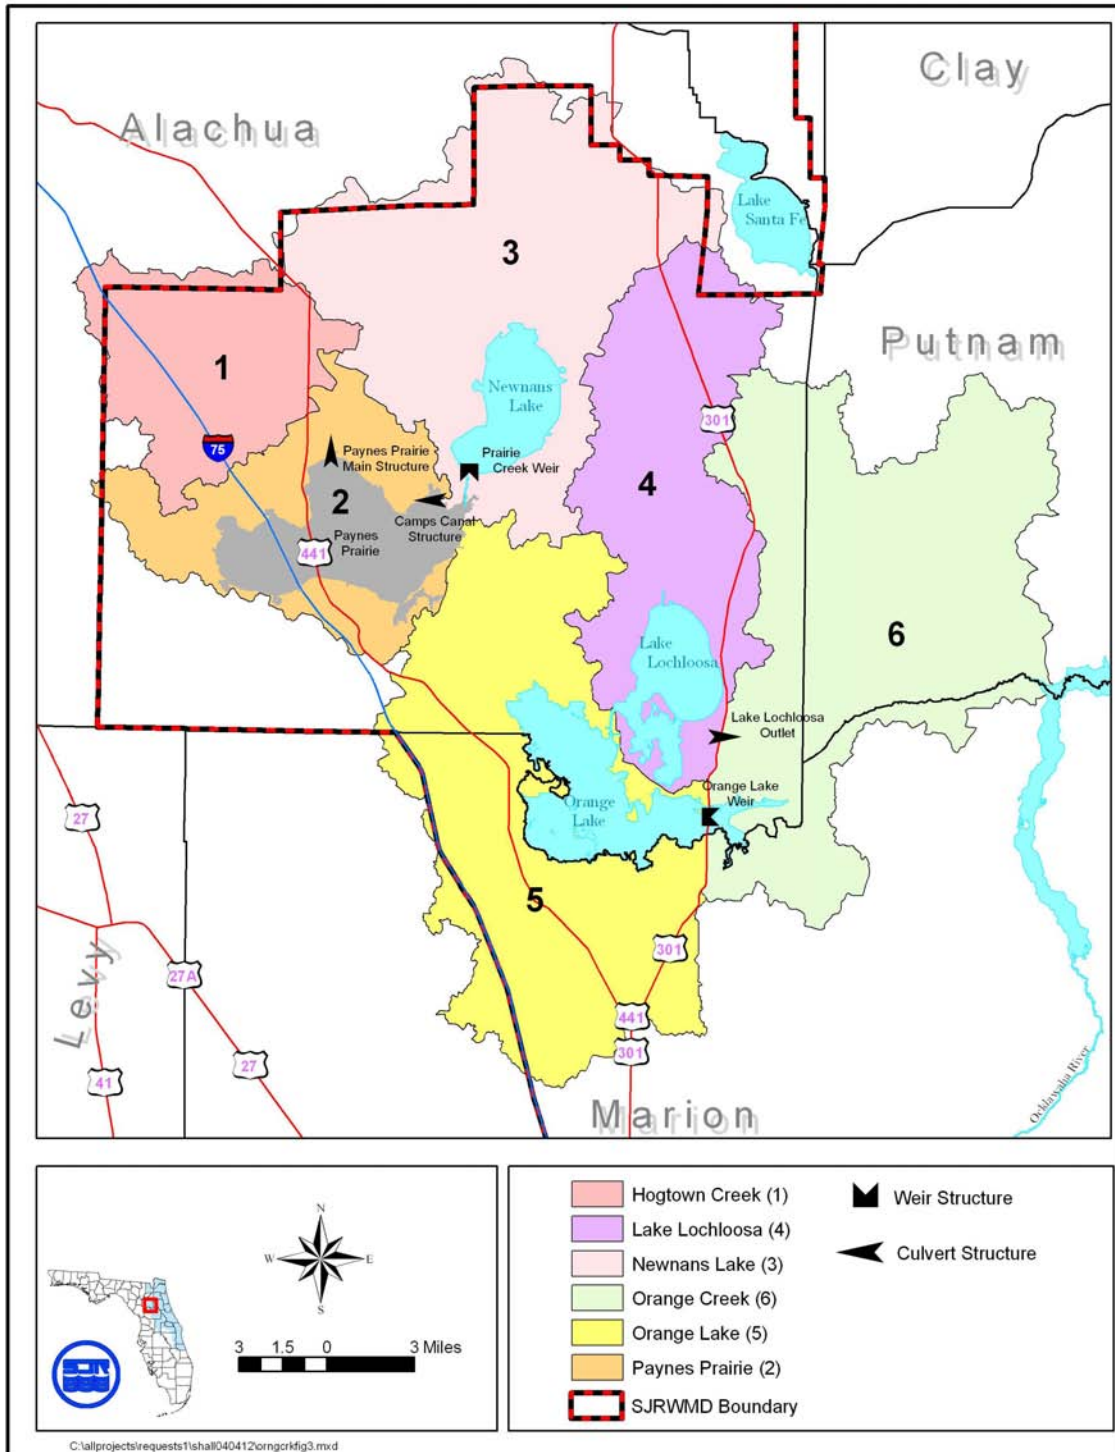 Clay
Alachua
Lake
Santa Fe
3
Putnam
1
Newnans
Lake
301
75
Paynes Prairie
Main Structure
Prairie
Creek Weir
4
2
Camps Canal
Structure
Paynes
Prairie
441
6
Lake
Lochloosa
Lake Lochloosa
Outlet
Orange Lake
Weir
Orange
Lake
27
5
301
Levy
27A
441
301
27
41
Marion
Ocklawaha River
N
W E
S
3 1.5 0 3 Miles
SJR
Hogtown Creek (1)
Lake Lochloosa (4)
Newnans Lake (3)
Orange Creek (6)
Orange Lake (5)
Paynes Prairie (2)
SJRWMD Boundary
Weir Structure
Culvert Structure
C:\allprojects\requests1\shall040412\orngcrkfig3.mxd